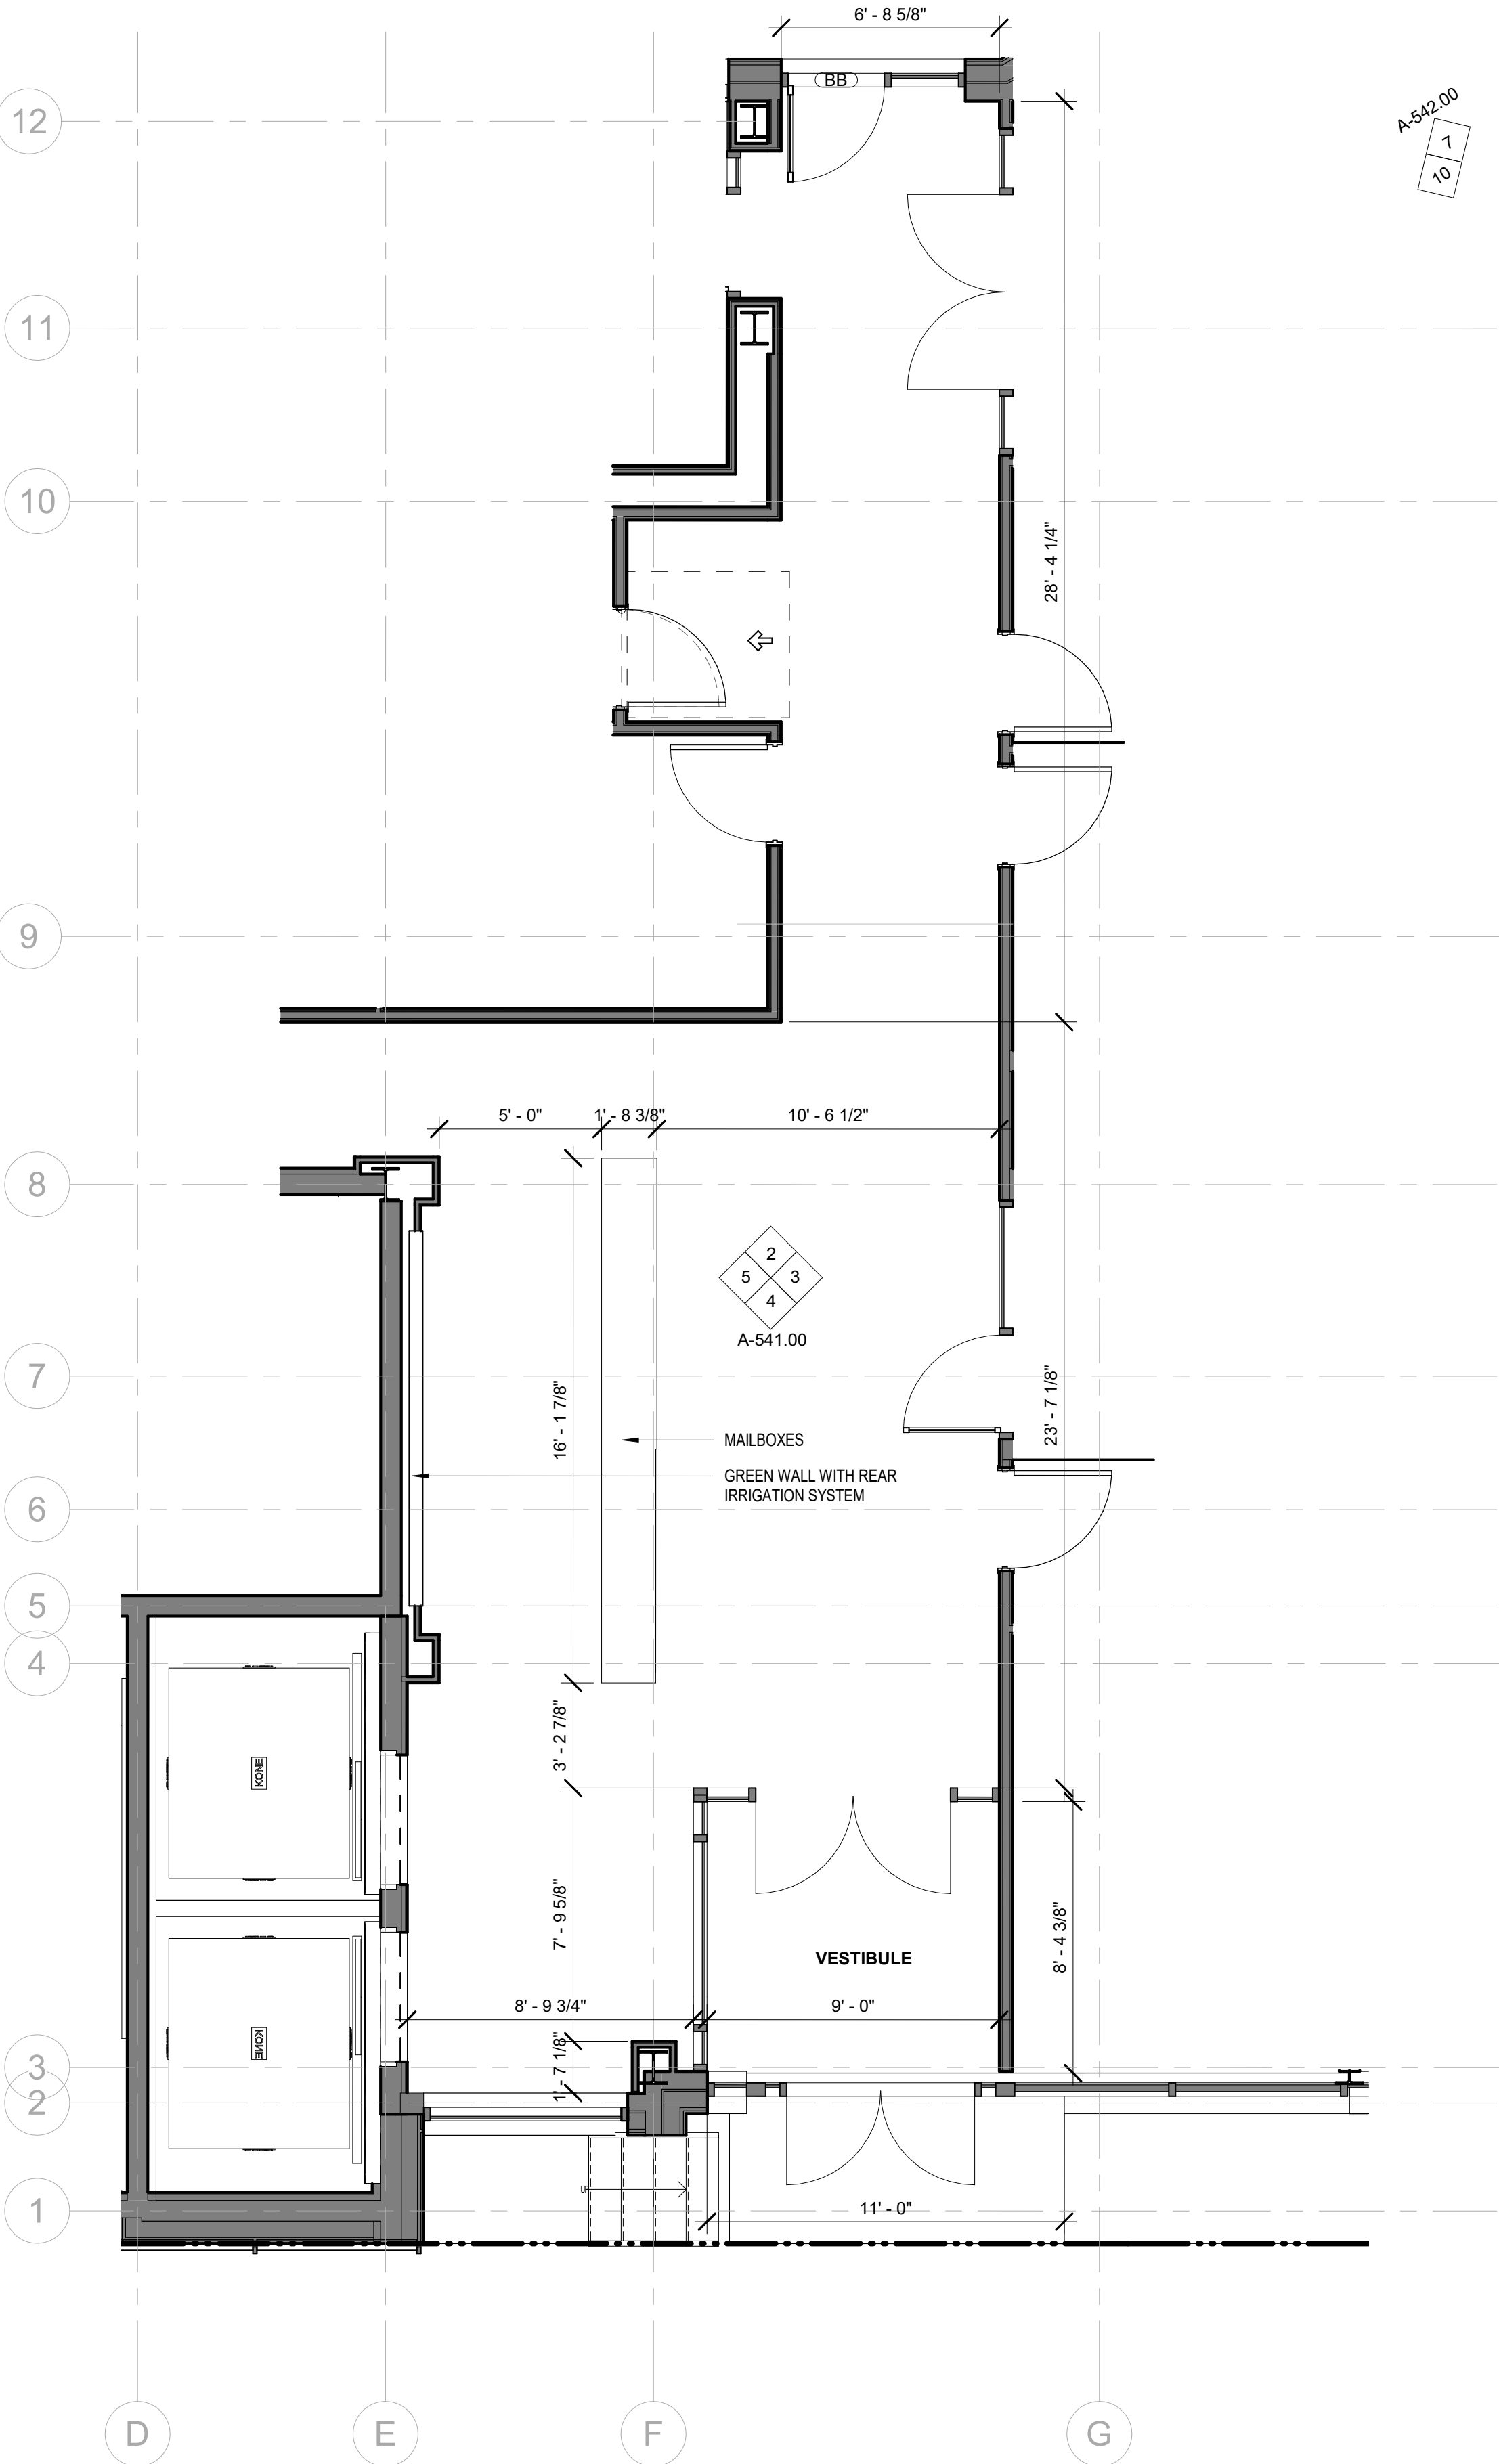 6' - 8 5/8"
BB
A-542.00
7
10
12
11
10
28' - 4 1/4"
9
5' - 0"
1' - 8 3/8"
10' - 6 1/2"
8
2
5
3
4
A-541.00
7
16' - 1 7/8"
23' - 7 1/8"
MAILBOXES
GREEN WALL WITH REAR
IRRIGATION SYSTEM
6
5
4
3' - 2 7/8"
KONE
7' - 9 5/8"
8' - 4 3/8"
VESTIBULE
8' - 9 3/4"
9' - 0"
KONE
1' - 7 1/8"
3
2
UP
1
11' - 0"
D
E
F
G